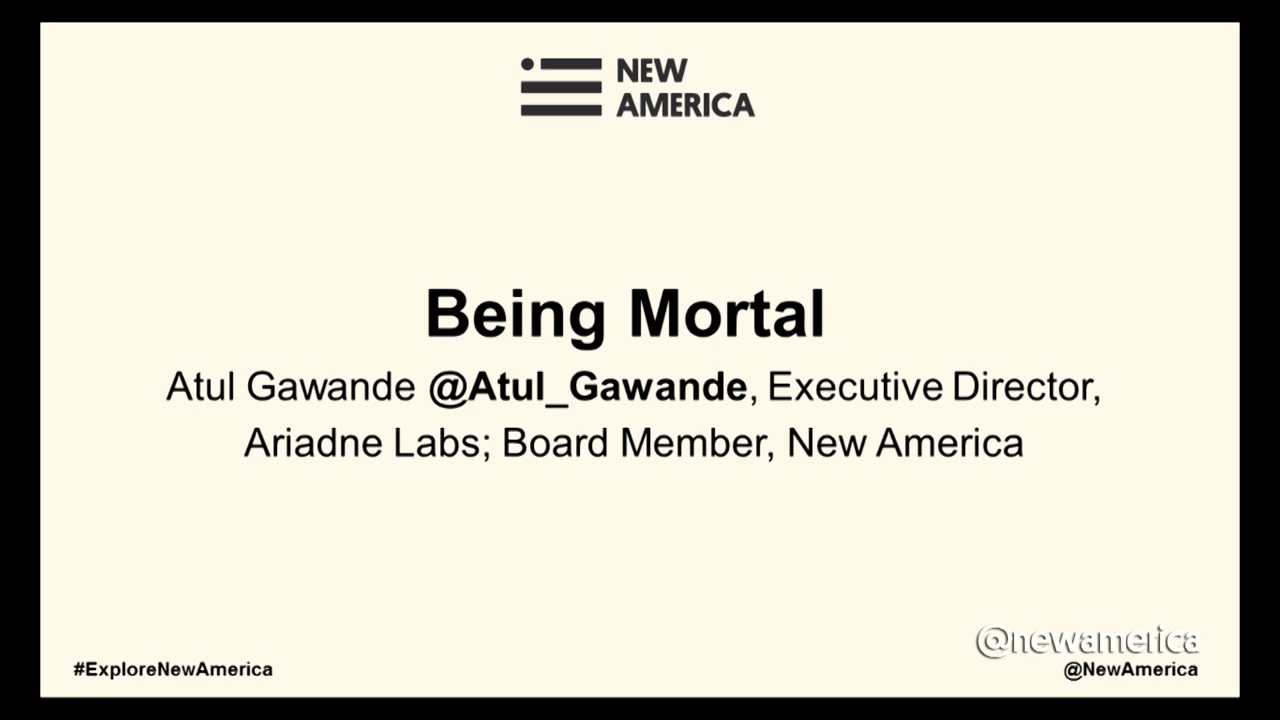 NEW
AMERICA
Being Mortal
Atul Gawande @Atul_Gawande, Executive Director,
Ariadne Labs; Board Member, New America
@newamerica
#ExploreNewAmerica
@NewAmerica